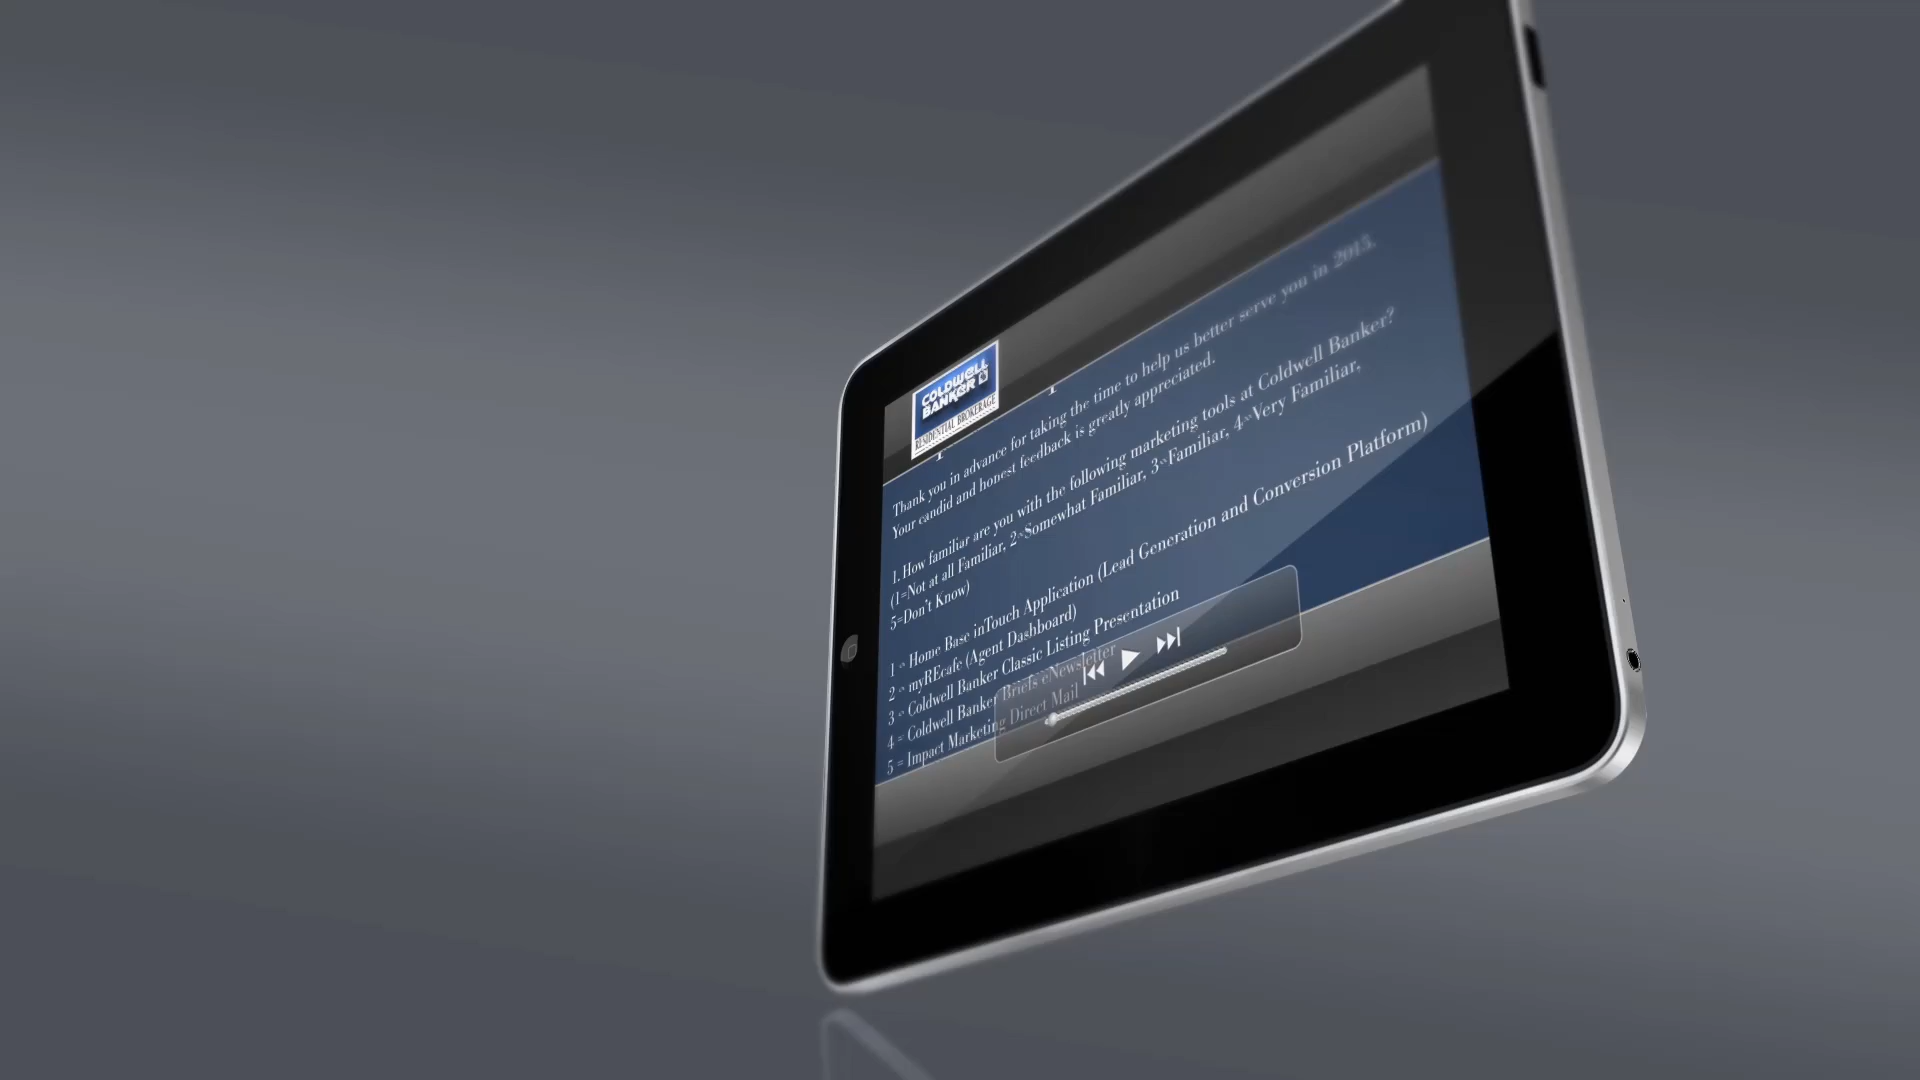 COLDWELL
BANKER
RESIDENTIAL BROKERAGE
Thank you in advance for taking the time to help us better serve you in 2015.
Your candid and honest feedback is greatly appreciated.
1. How familiar are you with the following marketing tools at Coldwell Banker?
(1=Not at all Familiar, 2=Somewhat Familiar, 3=Familiar, 4=Very Familiar,
5=Don't Know)
1 = Home Base inTouch Application (Lead Generation and Conversion Platform)
2 = myREcafe (Agent Dashboard)
3 = Coldwell Banker Classic Listing Presentation
4 = Coldwell Banker Briefs eNewsletter
5 = Impact Marketing Direct Mail